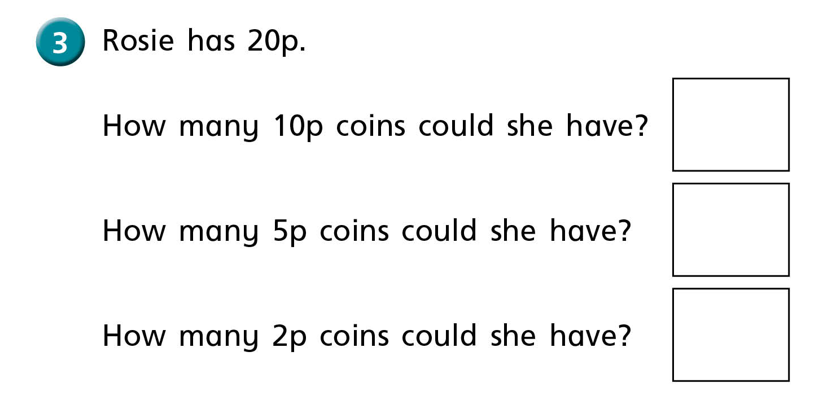 3 Rosie has 20p.
How many 10p coins could she have?
How many 5p coins could she have?
How many 2p coins could she have?